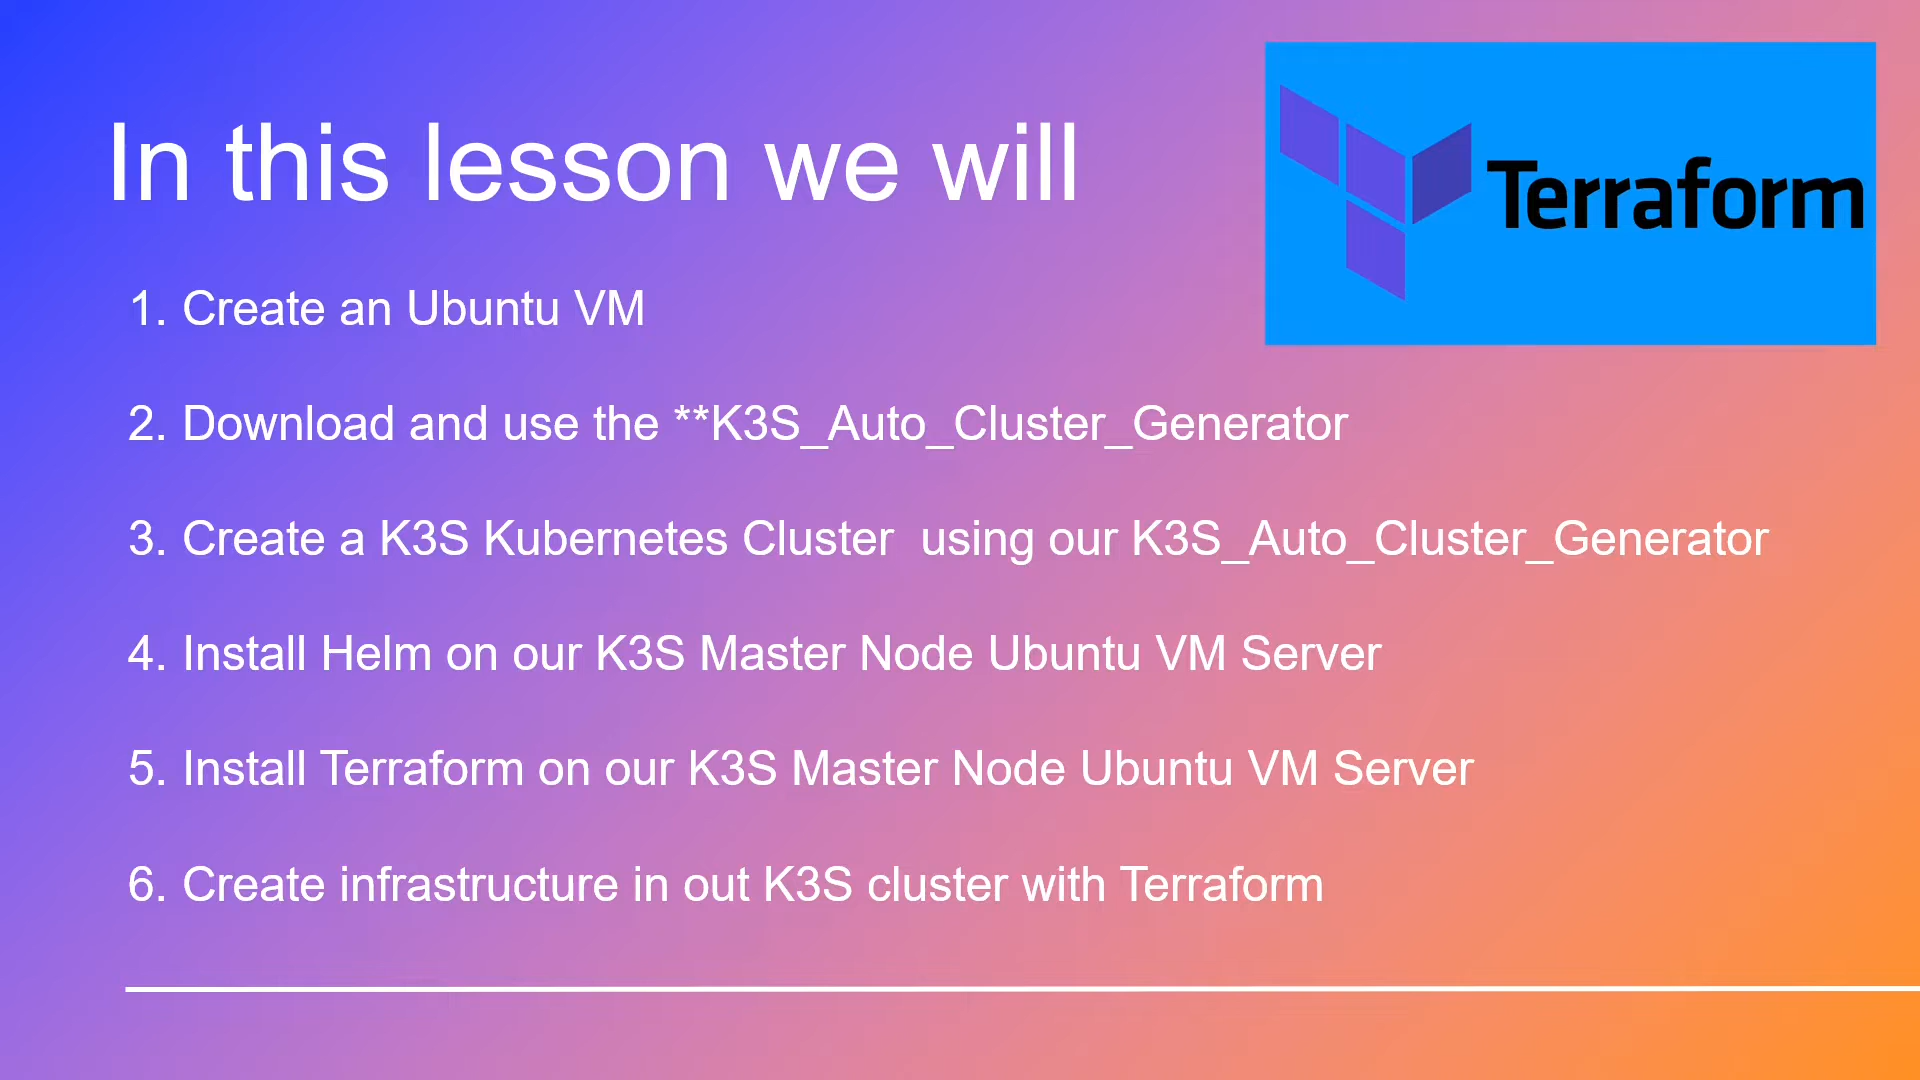 In this lesson we will
Terraform
1. Create an Ubuntu VM
2. Download and use the **K3S_Auto_Cluster_Generator
3. Create a K3S Kubernetes Cluster  using our K3S_Auto_Cluster_Generator
4. Install Helm on our K3S Master Node Ubuntu VM Server
5. Install Terraform on our K3S Master Node Ubuntu VM Server
6. Create infrastructure in out K3S cluster with Terraform